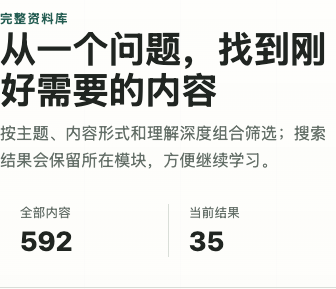 完整资料库
从一个问题，找到刚
好需要的内容
按主题、内容形式和理解深度组合筛选；搜索
结果会保留所在模块，方便继续学习。
全部内容
592
当前结果
35